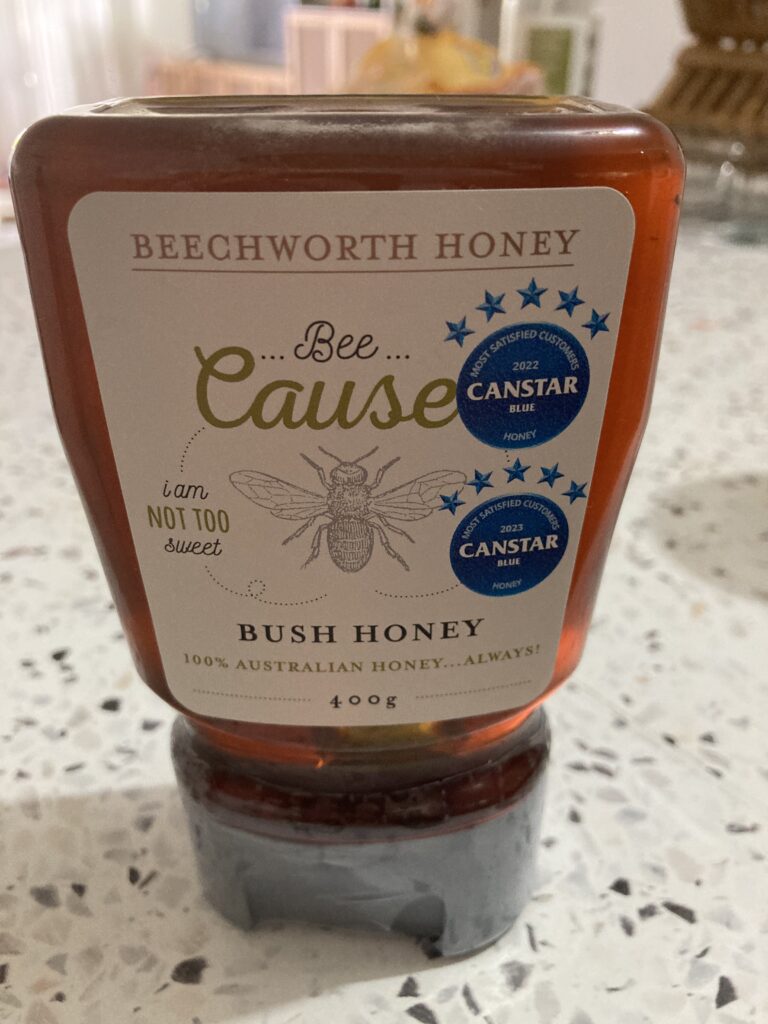 BEECHWORTH HONEY
...Bee...
Cause
i am
NOT TOO
sweet
MOST SATISFIED CUSTOMERS
2022
CANSTAR
BLUE
HONEY
MOST SATISFIED CUSTOMERS
2023
CANSTAR
BLUE
HONEY
BUSH HONEY
100% AUSTRALIAN HONEY...ALWAYS!
400g